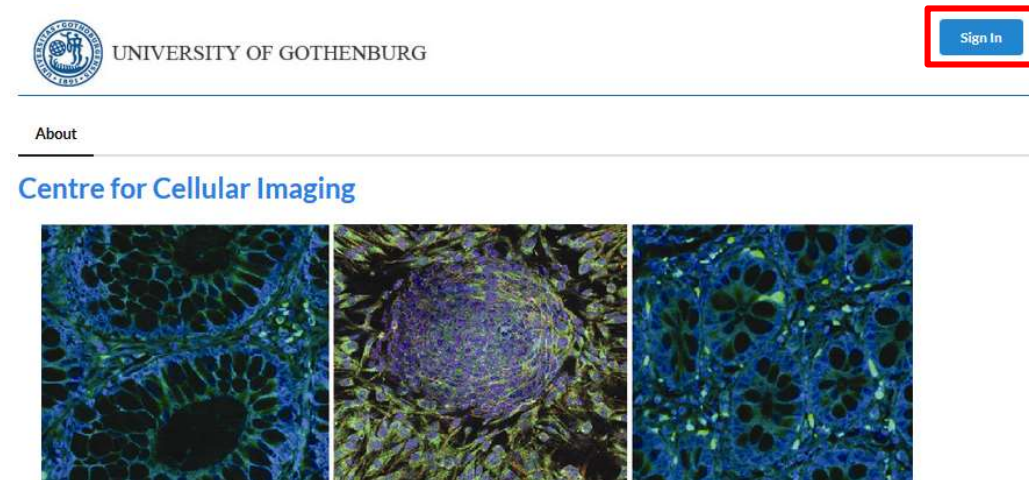 UNIVERSITY OF GOTHENBURG
Sign In
About
Centre for Cellular Imaging